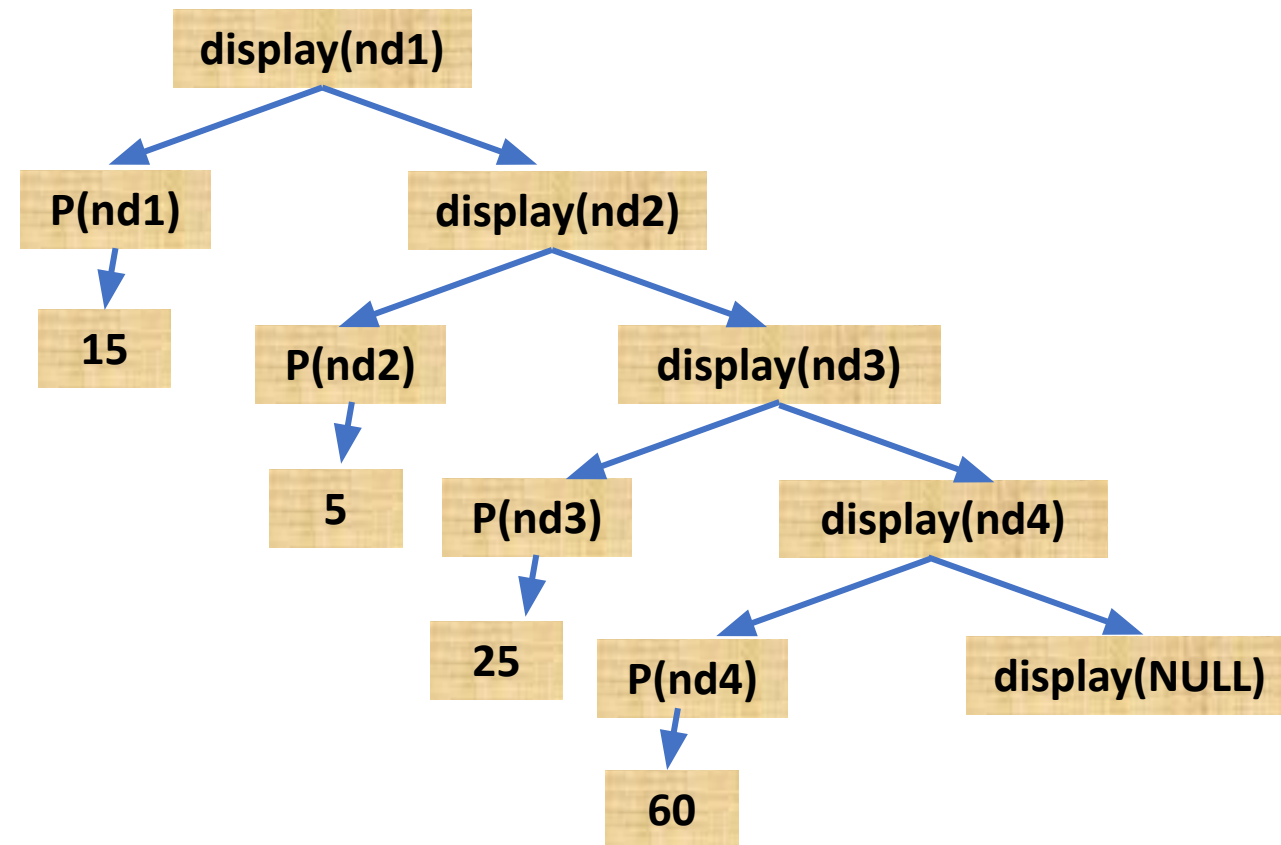 display(nd1)
P(nd1)
display(nd2)
15
P(nd2)
display(nd3)
5
P(nd3)
display(nd4)
25
P(nd4)
display(NULL)
60